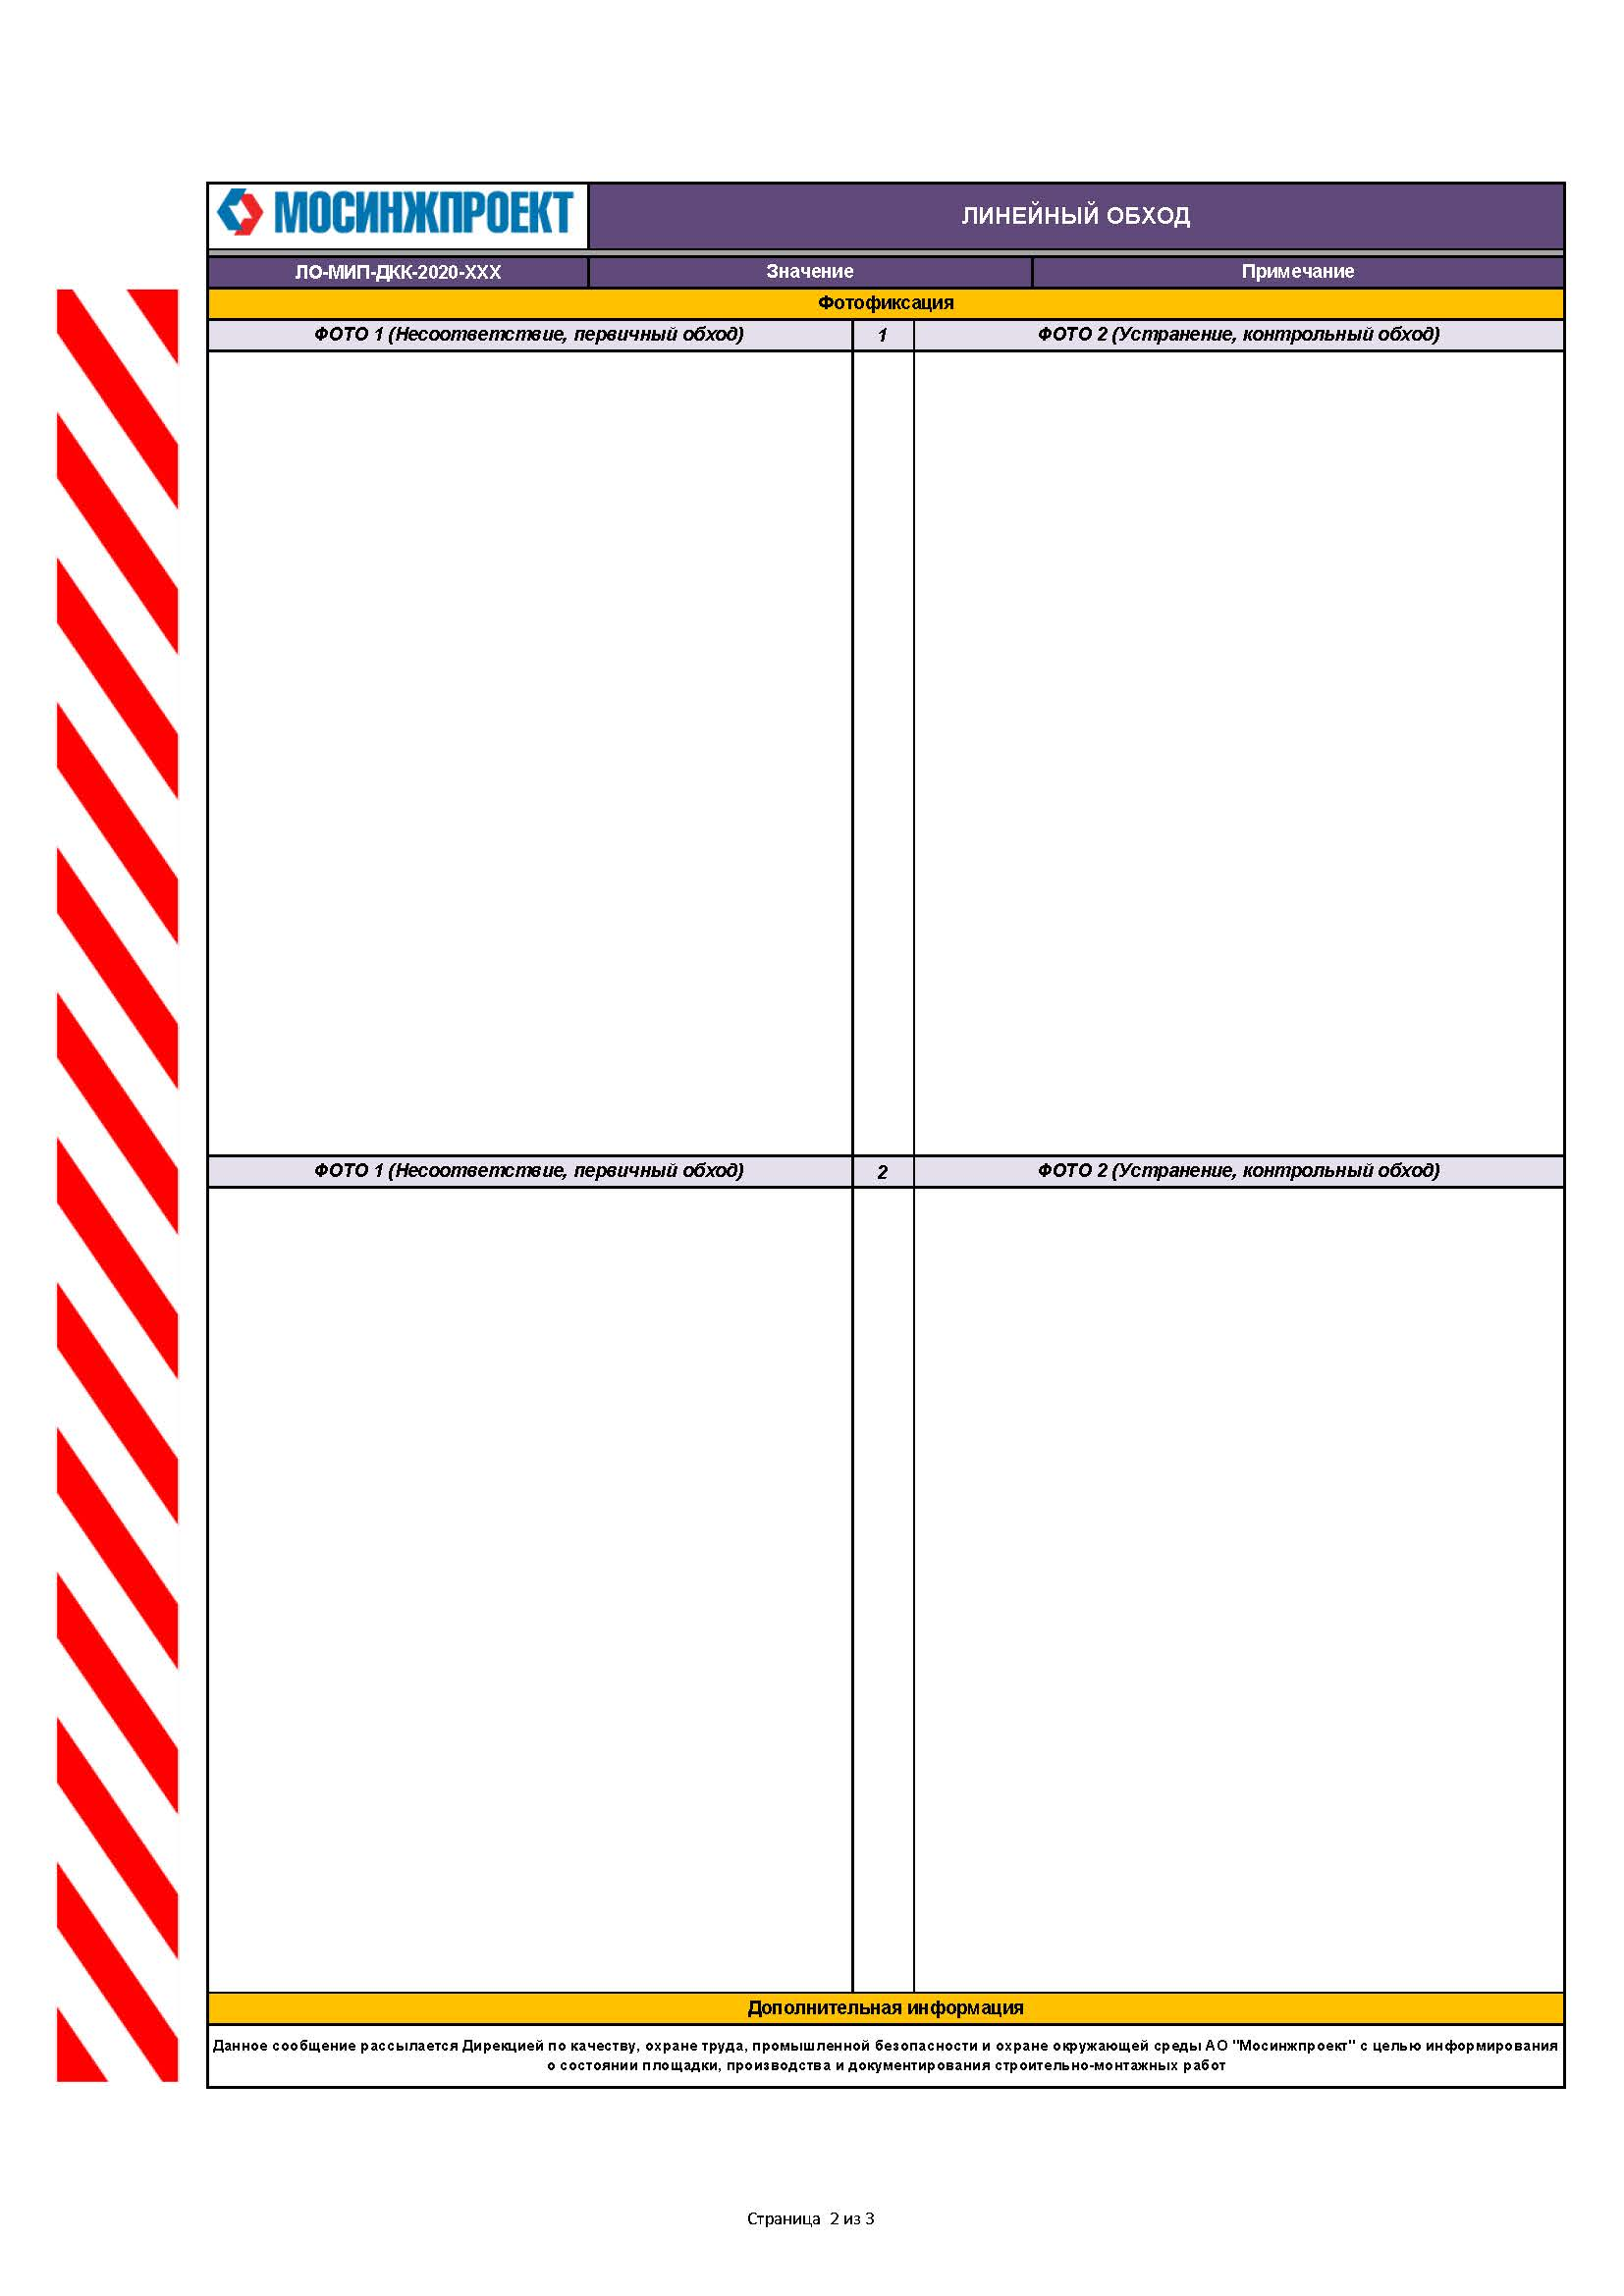 МОСИНЖПРОЕКТ
ЛИНЕЙНЫЙ ОБХОД
ЛО-МИП-ДКК-2020-ХХХ Значение Примечание
Фотофиксация
ФОТО 1 (Несоответствие, первичный обход) 1 ФОТО 2 (Устранение, контрольный обход)
ФОТО 1 (Несоответствие, первичный обход) 2 ФОТО 2 (Устранение, контрольный обход)
Дополнительная информация
Данное сообщение рассылается Дирекцией по качеству, охране труда, промышленной безопасности и охране окружающей среды АО "Мосинжпроект" с целью информирования
о состоянии площадки, производства и документирования строительно-монтажных работ
Страница 2 из 3